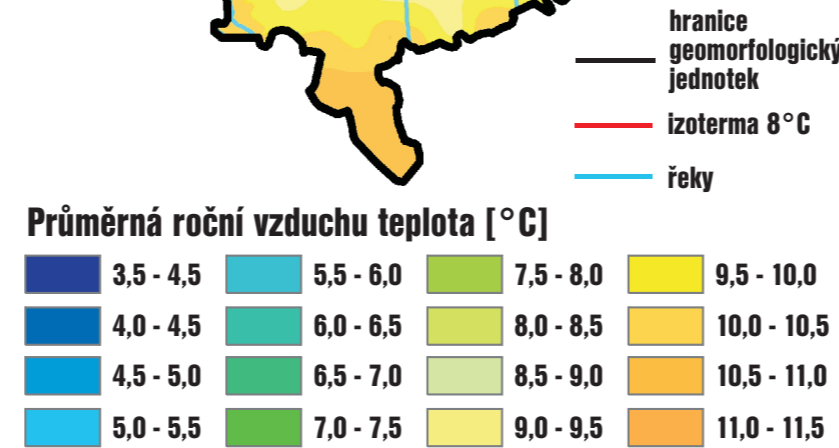 hranice
geomorfologický
jednotek
izoterma 8°C
řeky
Průměrná roční vzduchu teplota [°C]
3,5 - 4,5 5,5 - 6,0 7,5 - 8,0 9,5 - 10,0
4,0 - 4,5 6,0 - 6,5 8,0 - 8,5 10,0 - 10,5
4,5 - 5,0 6,5 - 7,0 8,5 - 9,0 10,5 - 11,0
5,0 - 5,5 7,0 - 7,5 9,0 - 9,5 11,0 - 11,5